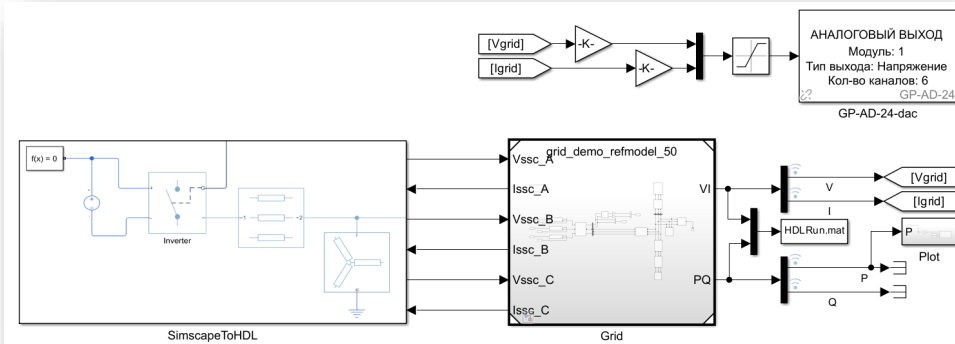 [Vgrid]
-K-
[Igrid]
-K-
АНАЛОГОВЫЙ ВЫХОД
Модуль: 1
Тип выхода: Напряжение
Кол-во каналов: 6
GP-AD-24
GP-AD-24-dac
f(x) = 0
Inverter
~1
~2
SimscapeToHDL
grid_demo_refmodel_50
Vssc_A
Issc_A
Vssc_B
Issc_B
Vssc_C
Issc_C
VI
PQ
Grid
V
I
[Vgrid]
[Igrid]
HDLRun.mat
P
Plot
P
Q